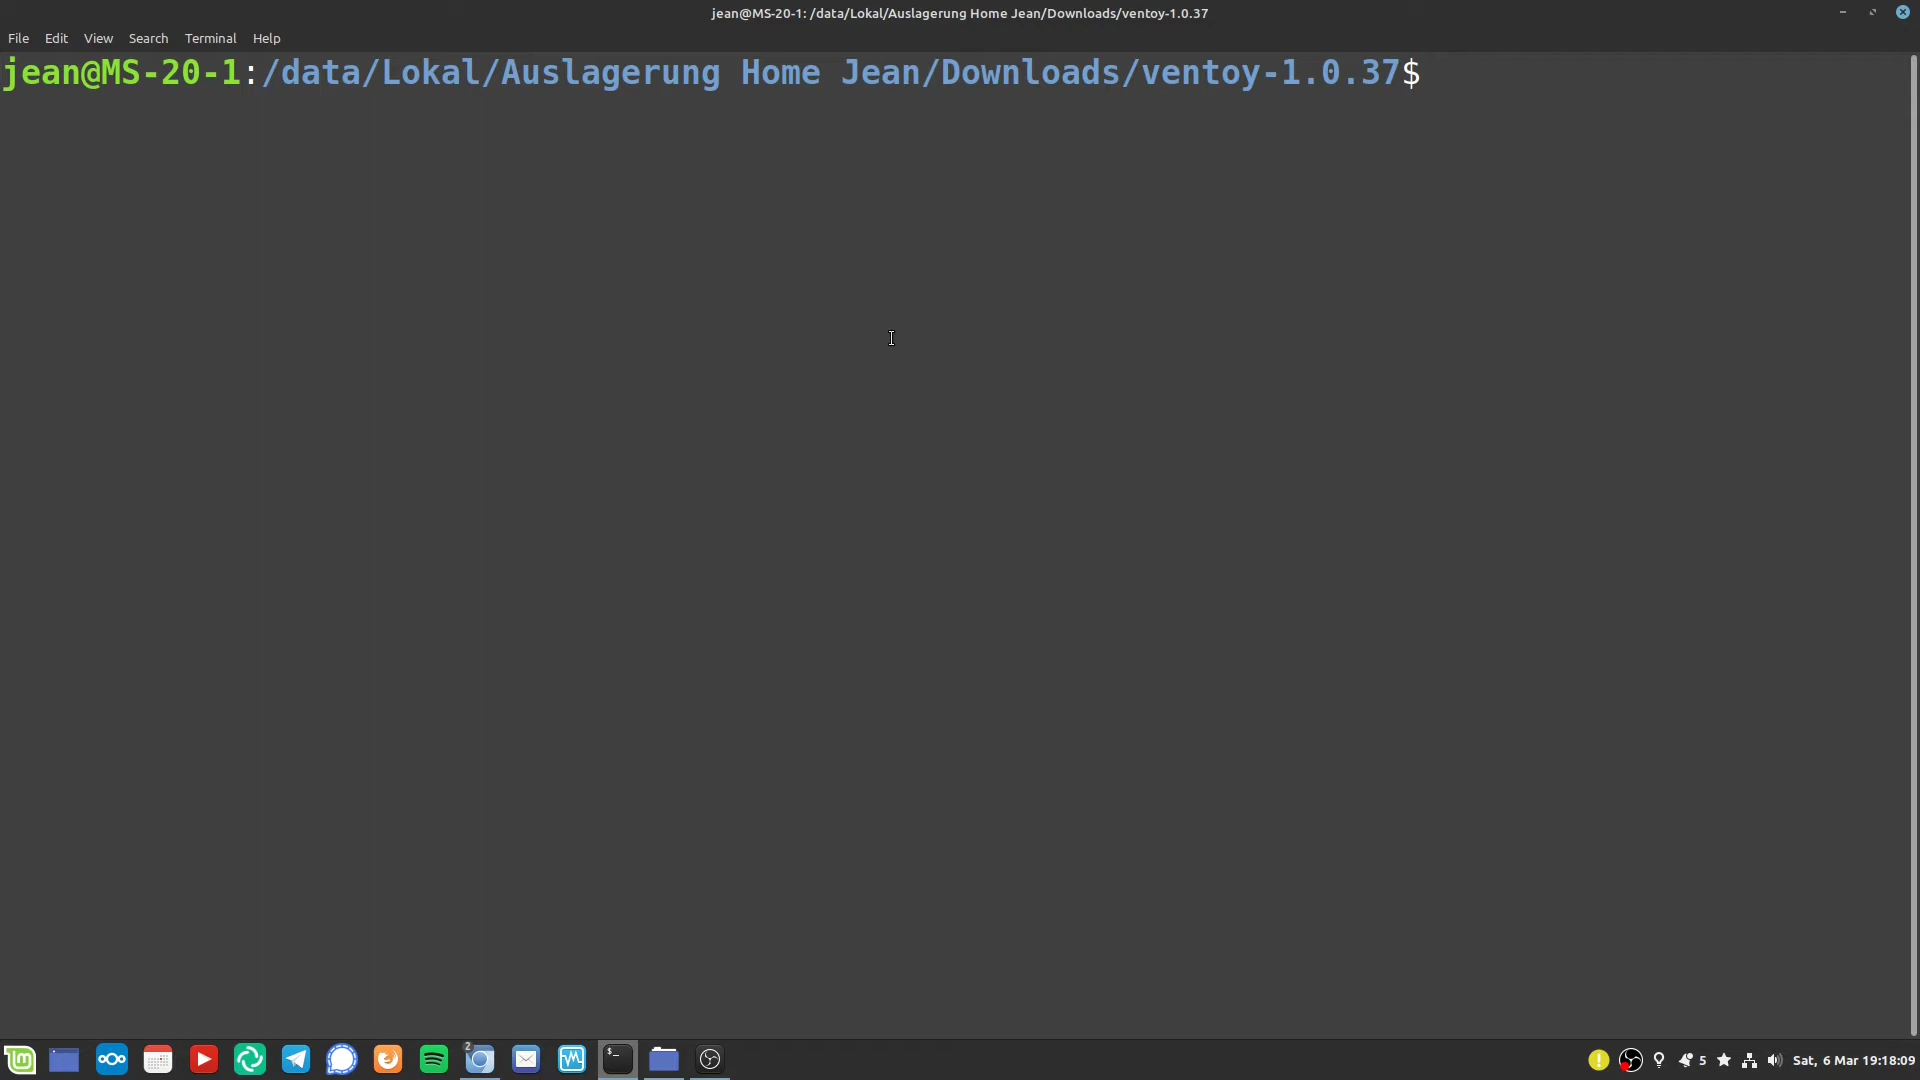 jean@MS-20-1: /data/Lokal/Auslagerung Home Jean/Downloads/ventoy-1.0.37
File Edit View Search Terminal Help
jean@MS-20-1:/data/Lokal/Auslagerung Home Jean/Downloads/ventoy-1.0.37$
2
$_
5
Sat, 6 Mar 19:18:09